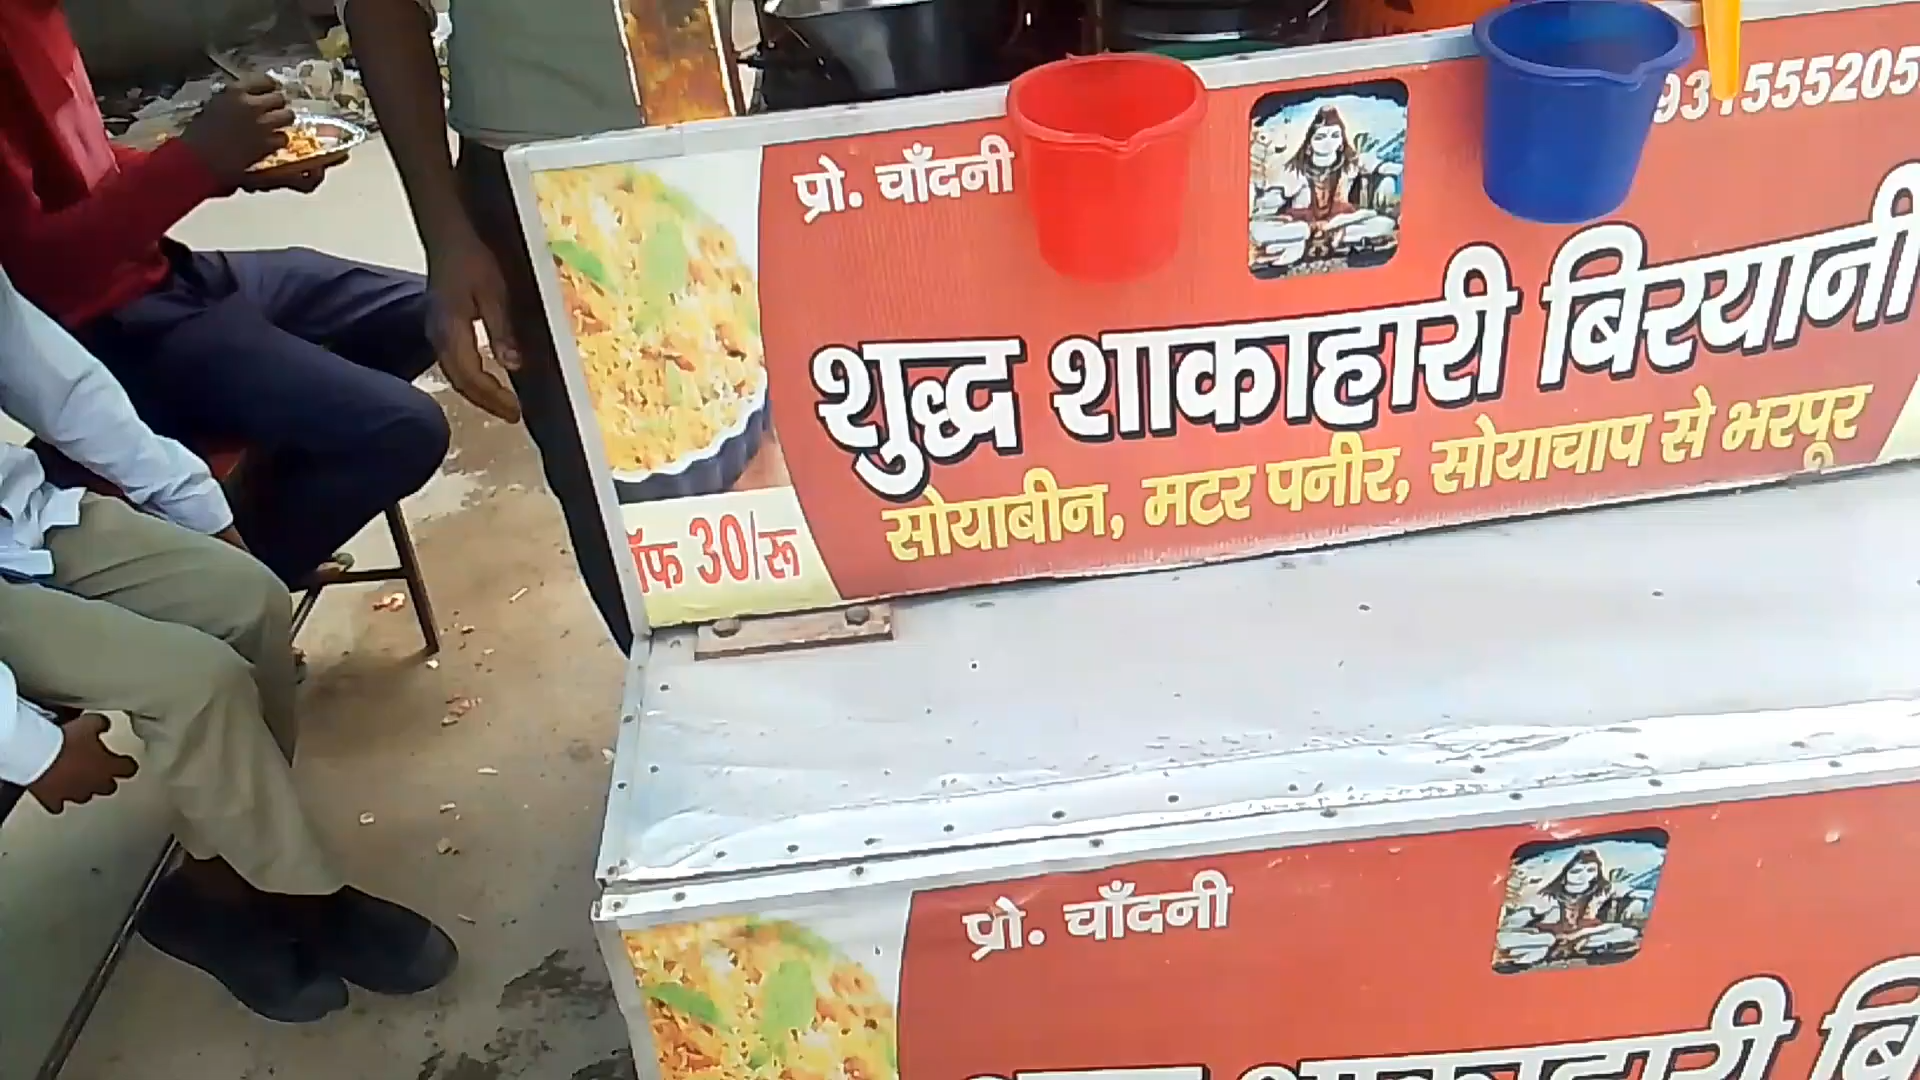 प्रो. चाँदनी
शुद्ध शाकाहारी बिरयानी
सोयाबीन, मटर पनीर, सोयाचाप से भरपूर
30/रू
प्रो. चाँदनी
शुद्ध शाकाहारी